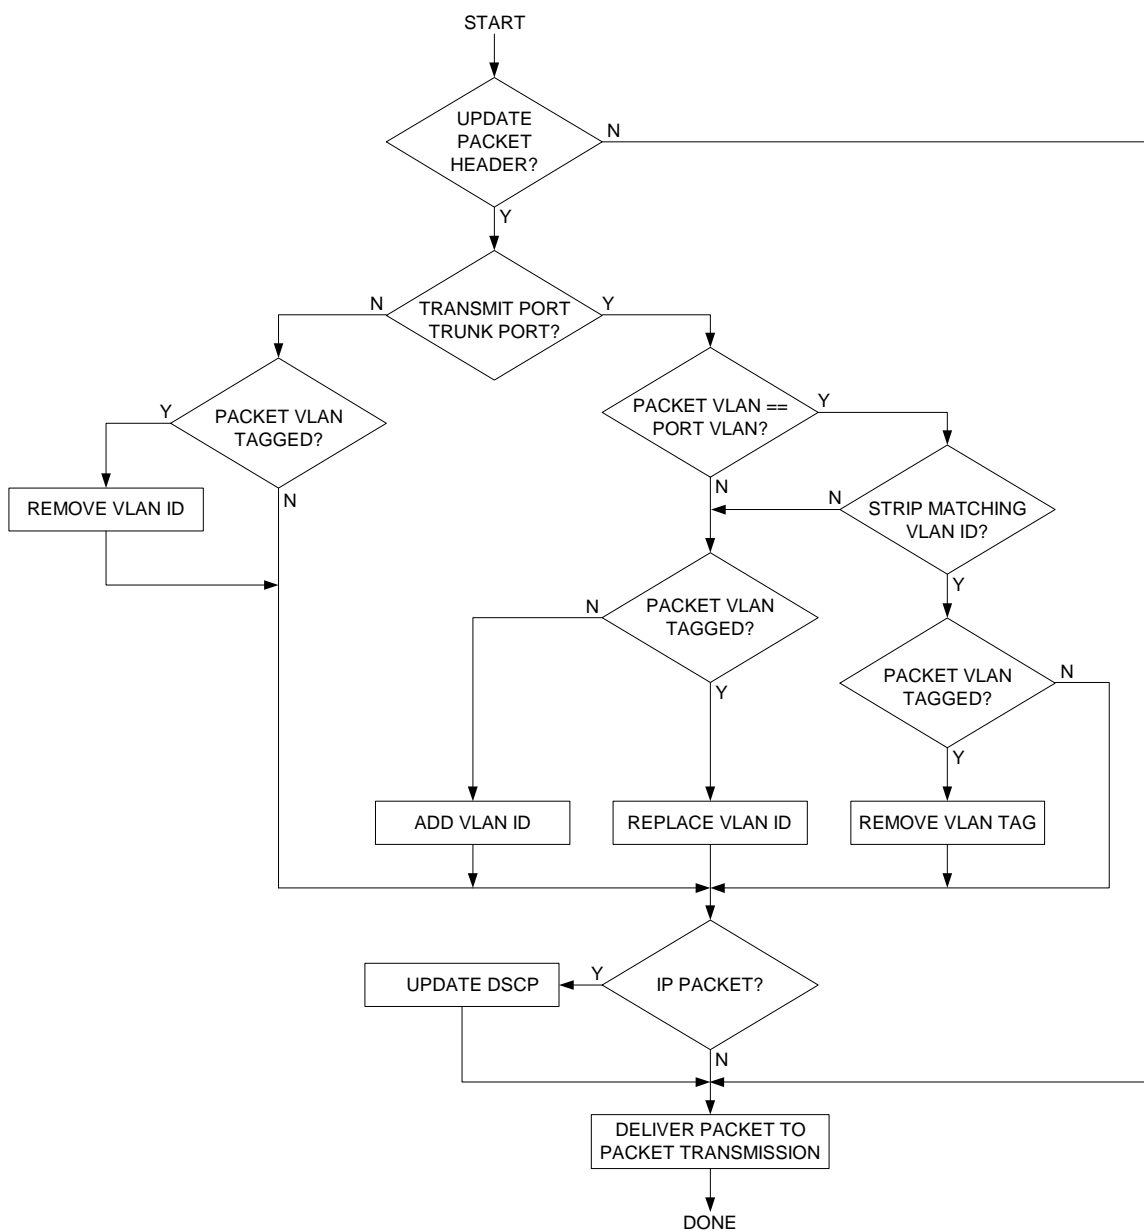 START
UPDATE
PACKET
HEADER?
N
Y
N
TRANSMIT PORT
TRUNK PORT?
Y
Y
PACKET VLAN
TAGGED?
N
PACKET VLAN ==
PORT VLAN?
Y
N
REMOVE VLAN ID
N
STRIP MATCHING
VLAN ID?
Y
N
PACKET VLAN
TAGGED?
Y
PACKET VLAN
TAGGED?
N
Y
ADD VLAN ID
REPLACE VLAN ID
REMOVE VLAN TAG
UPDATE DSCP
Y
IP PACKET?
N
DELIVER PACKET TO
PACKET TRANSMISSION
DONE